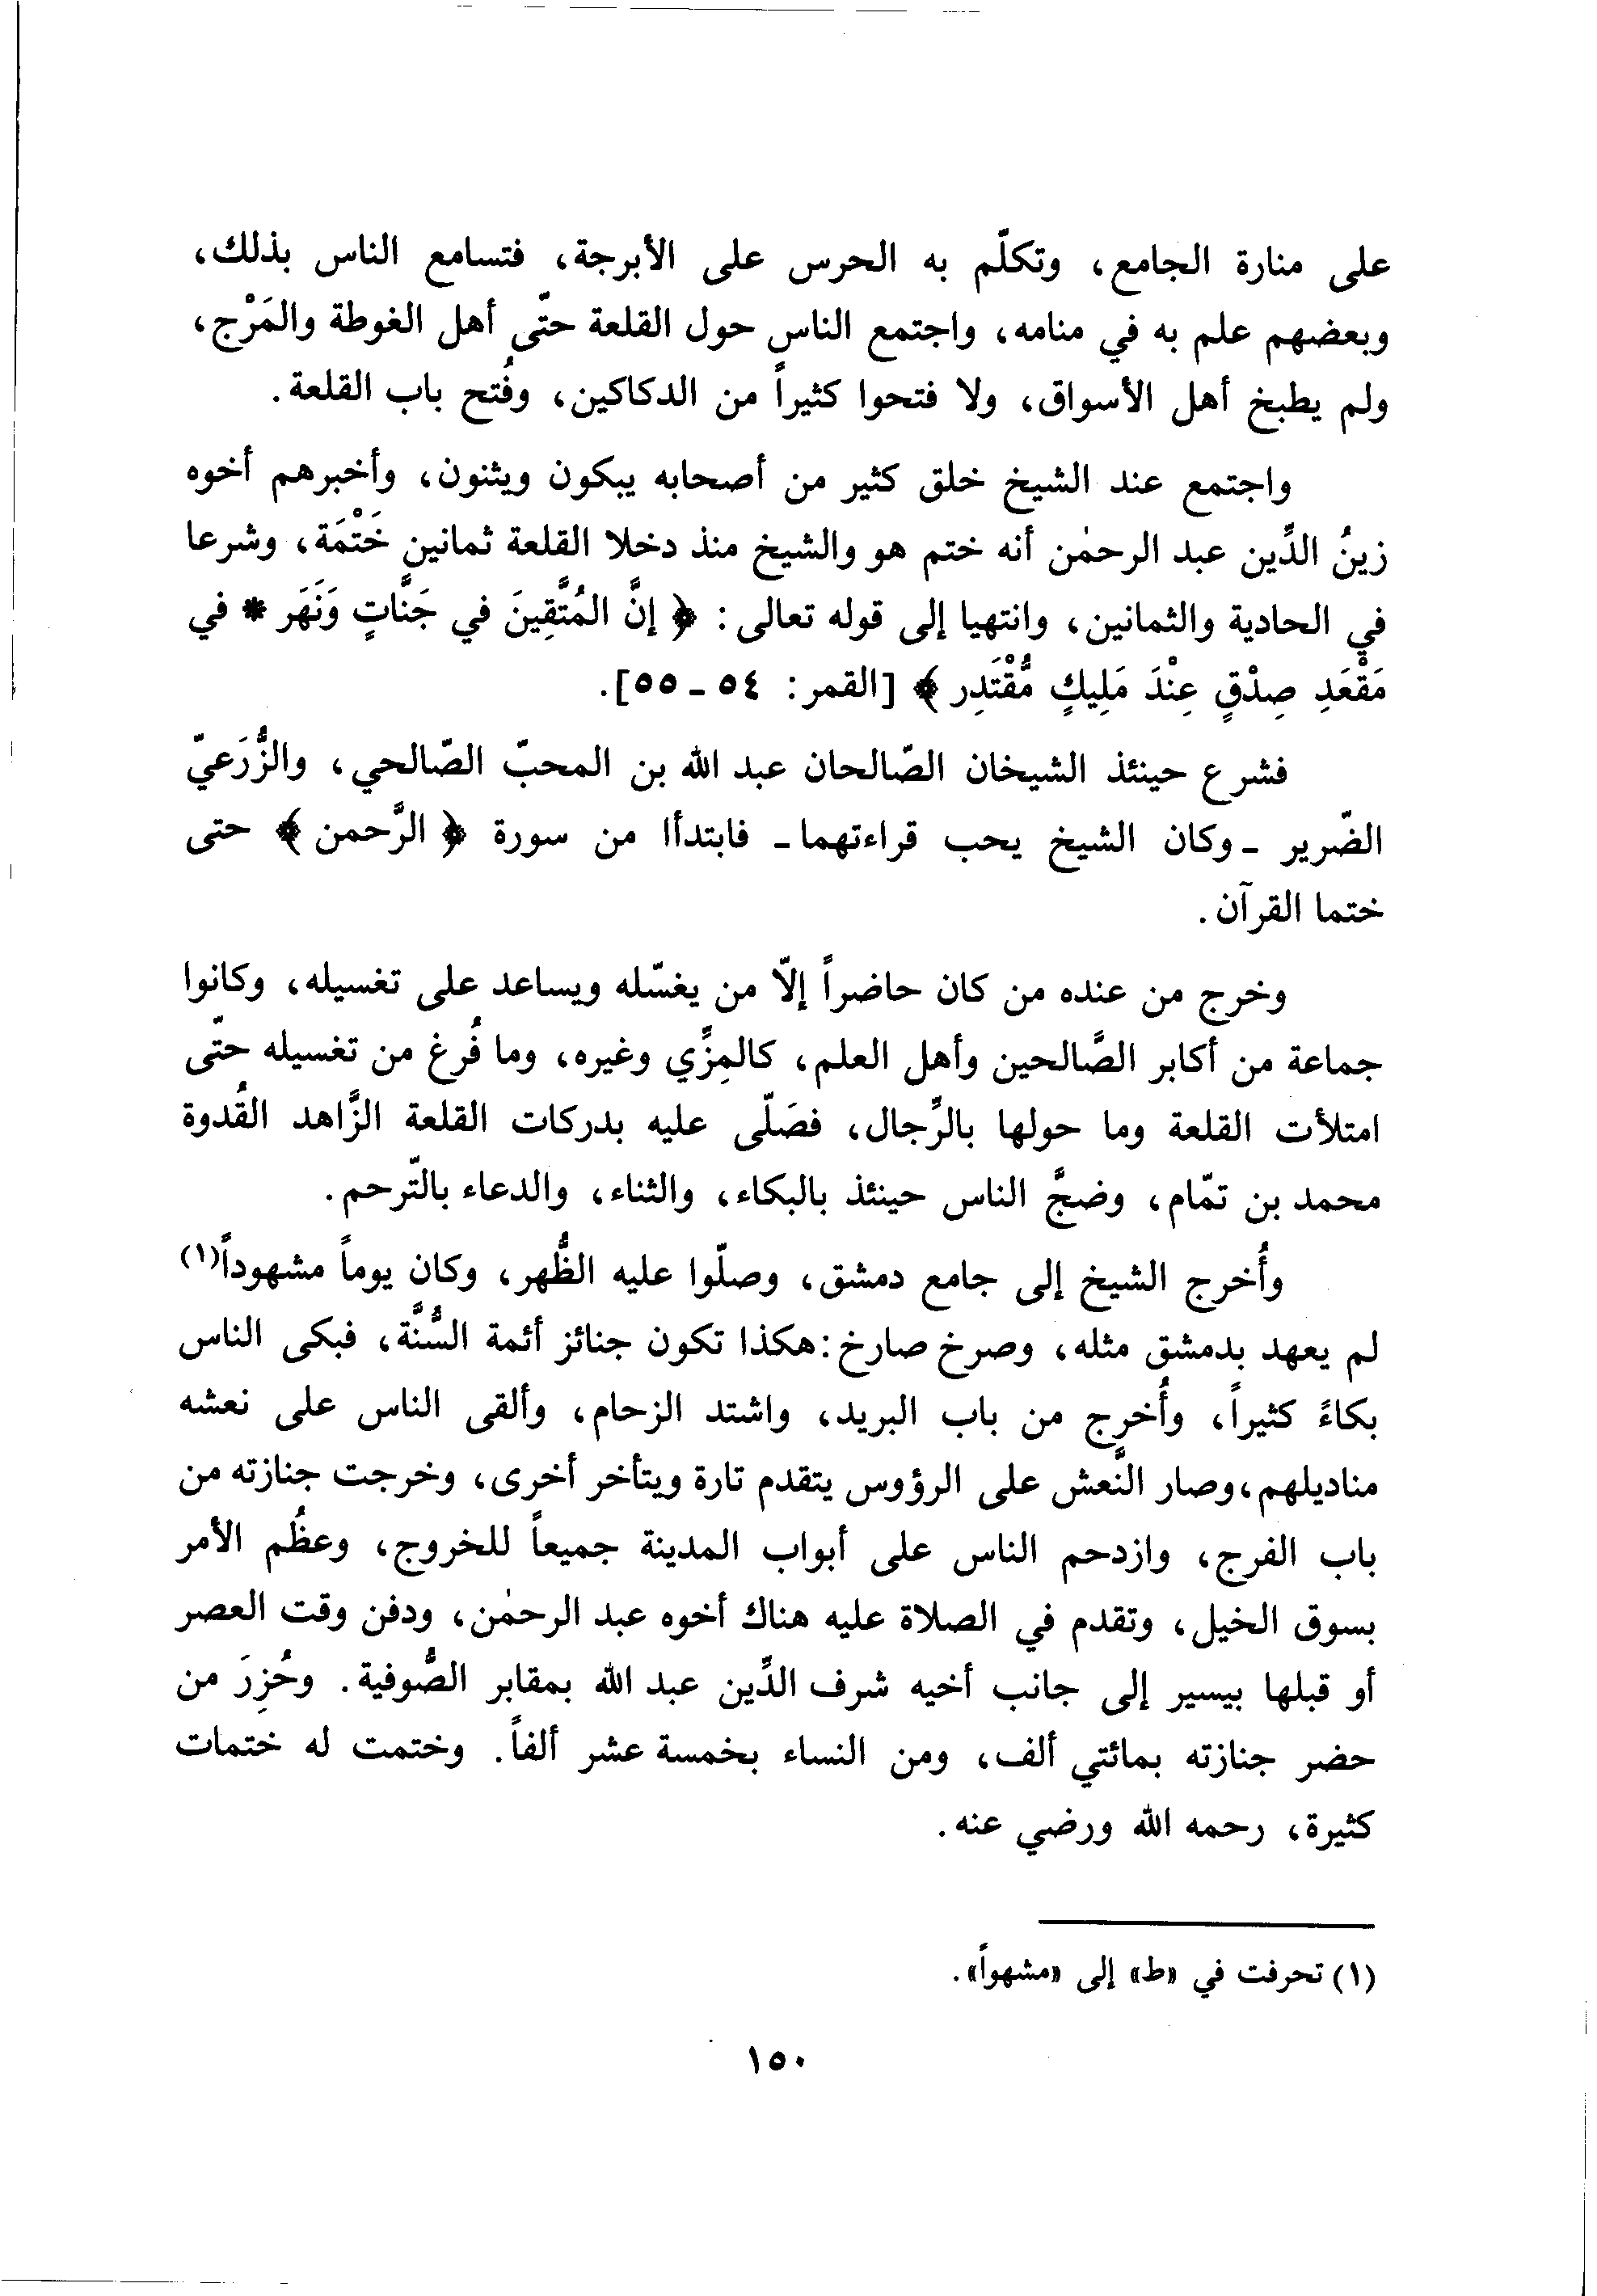 على منارة الجامع، وتكلّم به الحرس على الأبرجة، فتسامع الناس بذلك،
وبعضهم علم به في منامه، واجتمع الناس حول القلعة حتّى أهل الغوطة والمَرْج،
ولم يطبخ أهل الأسواق، ولا فتحوا كثيراً من الدكاكين، وفُتح باب القلعة.
واجتمع عند الشيخ خلق كثير من أصحابه يبكون ويثنون، وأخبرهم أخوه
زينُ الدِّين عبد الرحمٰن أنه ختم هو والشيخ منذ دخلا القلعة ثمانين خَتْمَة، وشرعا
في الحادية والثمانين، وانتهيا إلى قوله تعالى: ﴿ إنَّ المُتَّقِينَ في جَنَّاتٍ وَنَهَر * في
مَقْعَدِ صِدْقٍ عِنْدَ مَلِيكٍ مُّقْتَدِر ﴾ [القمر: ٥٤ ـ ٥٥].
فشرع حينئذ الشيخان الصّالحان عبد الله بن المحبّ الصّالحي، والزُّرَعيّ
الضّرير ـ وكان الشيخ يحب قراءتهما ـ فابتدأا من سورة ﴿ الرَّحمن ﴾ حتى
ختما القرآن.
وخرج من عنده من كان حاضراً إلاّ من يغسّله ويساعد على تغسيله، وكانوا
جماعة من أكابر الصَّالحين وأهل العلم، كالمِزِّي وغيره، وما فُرغ من تغسيله حتّى
امتلأت القلعة وما حولها بالرِّجال، فصَلّى عليه بدركات القلعة الزَّاهد القُدوة
محمد بن تمّام، وضجَّ الناس حينئذ بالبكاء، والثناء، والدعاء بالتّرحم.
وأُخرج الشيخ إلى جامع دمشق، وصلّوا عليه الظُّهر، وكان يوماً مشهوداً(١)
لم يعهد بدمشق مثله، وصرخ صارخ: هكذا تكون جنائز أئمة السُّنَّة، فبكى الناس
بكاءً كثيراً، وأُخرج من باب البريد، واشتد الزحام، وألقى الناس على نعشه
مناديلهم، وصار النَّعش على الرؤوس يتقدم تارة ويتأخر أخرى، وخرجت جنازته من
باب الفرج، وازدحم الناس على أبواب المدينة جميعاً للخروج، وعظُم الأمر
بسوق الخيل، وتقدم في الصلاة عليه هناك أخوه عبد الرحمٰن، ودفن وقت العصر
أو قبلها بيسير إلى جانب أخيه شرف الدِّين عبد الله بمقابر الصُّوفية. وحُزِرَ من
حضر جنازته بمائتي ألف، ومن النساء بخمسة عشر ألفاً. وختمت له ختمات
كثيرة، رحمه الله ورضي عنه.
(١) تحرفت في «ط» إلى «مشهواً».
١٥٠